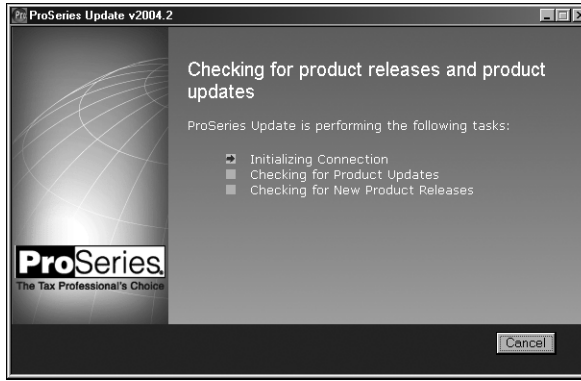 ProSeries Update v2004.2
Checking for product releases and product
updates
ProSeries Update is performing the following tasks:
Initializing Connection
Checking for Product Updates
Checking for New Product Releases
ProSeries.
The Tax Professional's Choice
Cancel